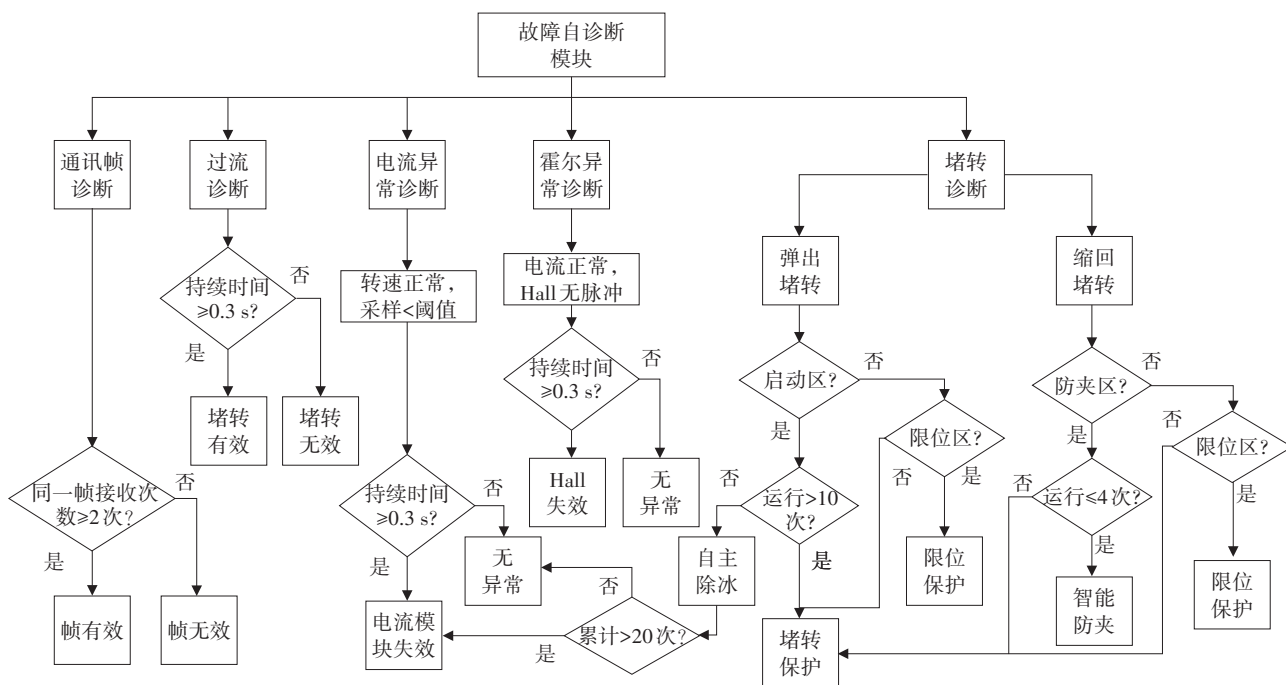 故障自诊断
模块
通讯帧
诊断
过流
诊断
电流异
常诊断
霍尔异
常诊断
堵转
诊断
弹出
堵转
缩回
堵转
持续时间
≥0.3 s?
否
是
转速正常,
采样<阈值
电流正常,
Hall无脉冲
堵转
有效
堵转
无效
持续时间
≥0.3 s?
否
是
Hall
失效
无
异常
启动区?
否
是
限位区?
否
是
防夹区?
否
是
限位区?
否
是
同一帧接收次
数≥2次?
否
是
帧有效
帧无效
持续时间
≥0.3 s?
否
是
无
异常
电流模
块失效
运行>10
次?
否
是
自主
除冰
累计>20次?
否
是
限位
保护
堵转
保护
运行≤4次?
否
是
智能
防夹
限位
保护